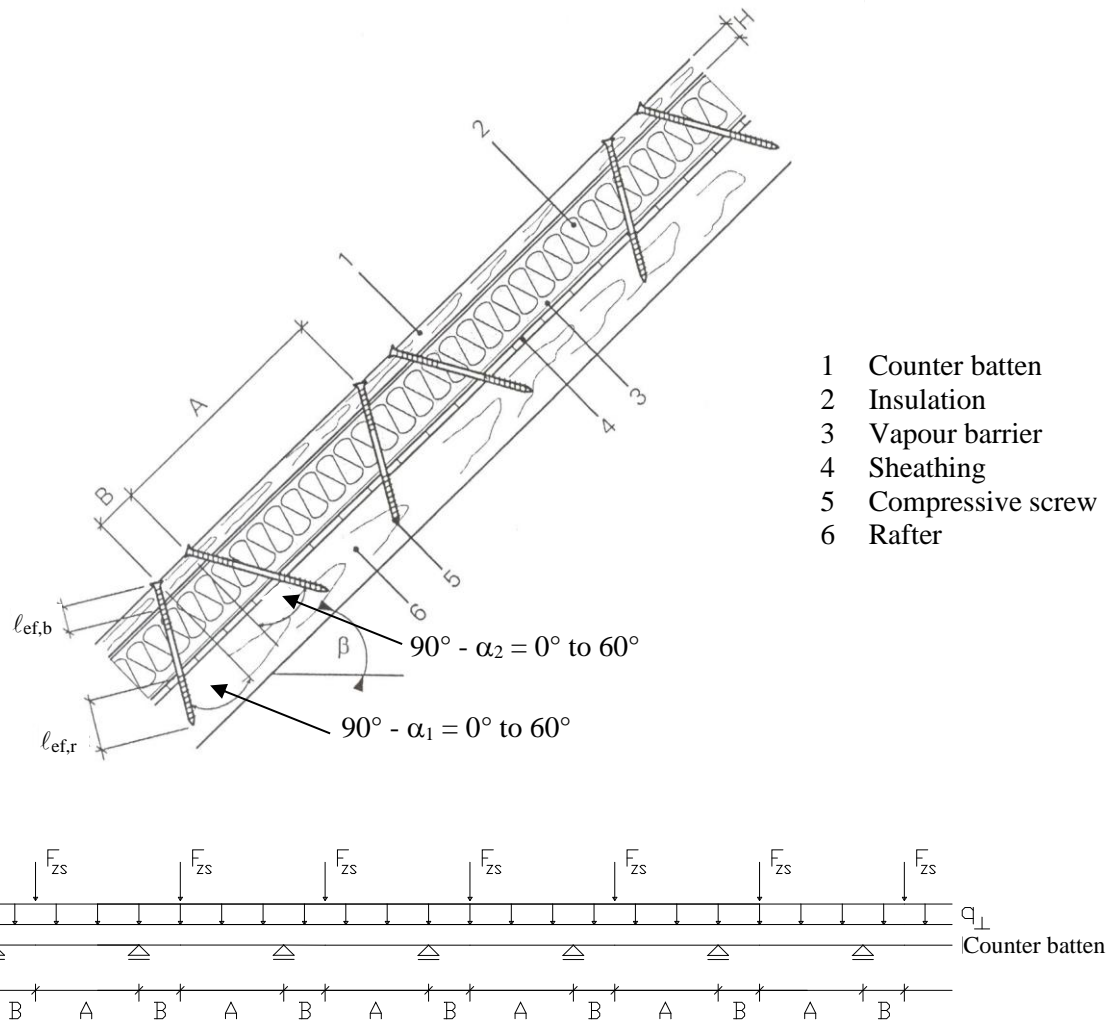 H
2
1
A
3
4
B
5
6
β
ℓef,b
ℓef,r
90° - α₂ = 0° to 60°
90° - α₁ = 0° to 60°
1 Counter batten
2 Insulation
3 Vapour barrier
4 Sheathing
5 Compressive screw
6 Rafter
Fzs Fzs Fzs Fzs Fzs Fzs Fzs
q⊥
Counter batten
B A B A B A B A B A B A B